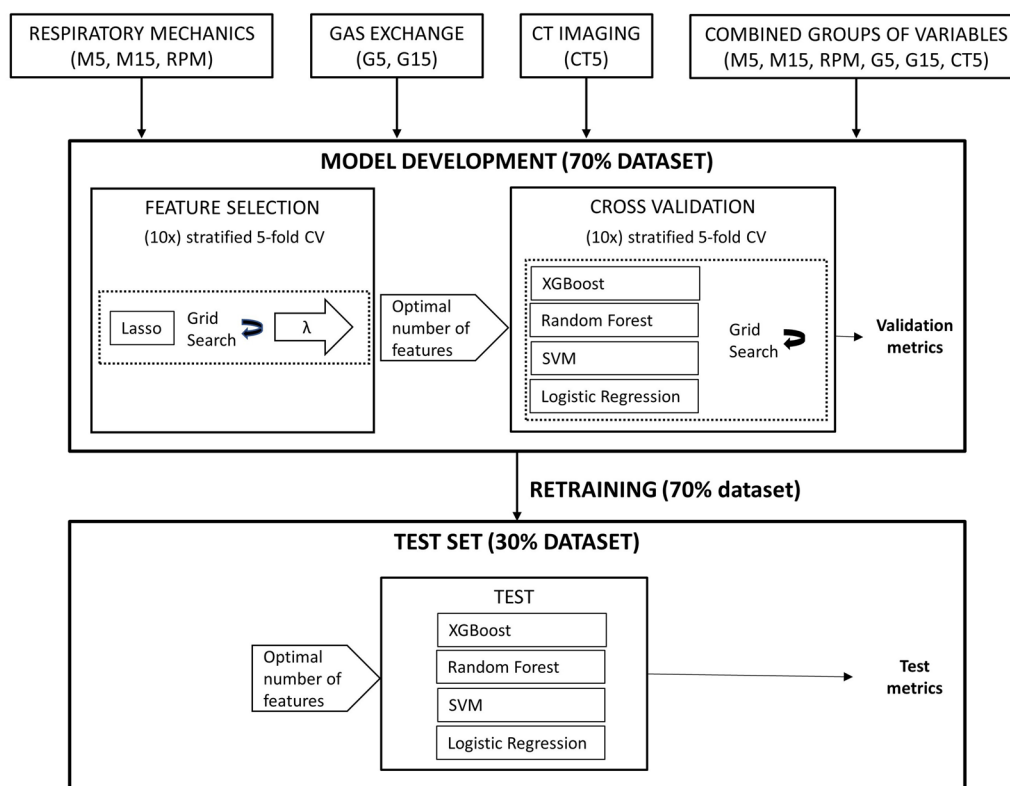 RESPIRATORY MECHANICS
(M5, M15, RPM)
GAS EXCHANGE
(G5, G15)
CT IMAGING
(CT5)
COMBINED GROUPS OF VARIABLES
(M5, M15, RPM, G5, G15, CT5)
MODEL DEVELOPMENT (70% DATASET)
FEATURE SELECTION
(10x) stratified 5-fold CV
Lasso
Grid
Search
λ
Optimal
number of
features
CROSS VALIDATION
(10x) stratified 5-fold CV
XGBoost
Random Forest
SVM
Logistic Regression
Grid
Search
Validation
metrics
RETRAINING (70% dataset)
TEST SET (30% DATASET)
Optimal
number of
features
TEST
XGBoost
Random Forest
SVM
Logistic Regression
Test
metrics